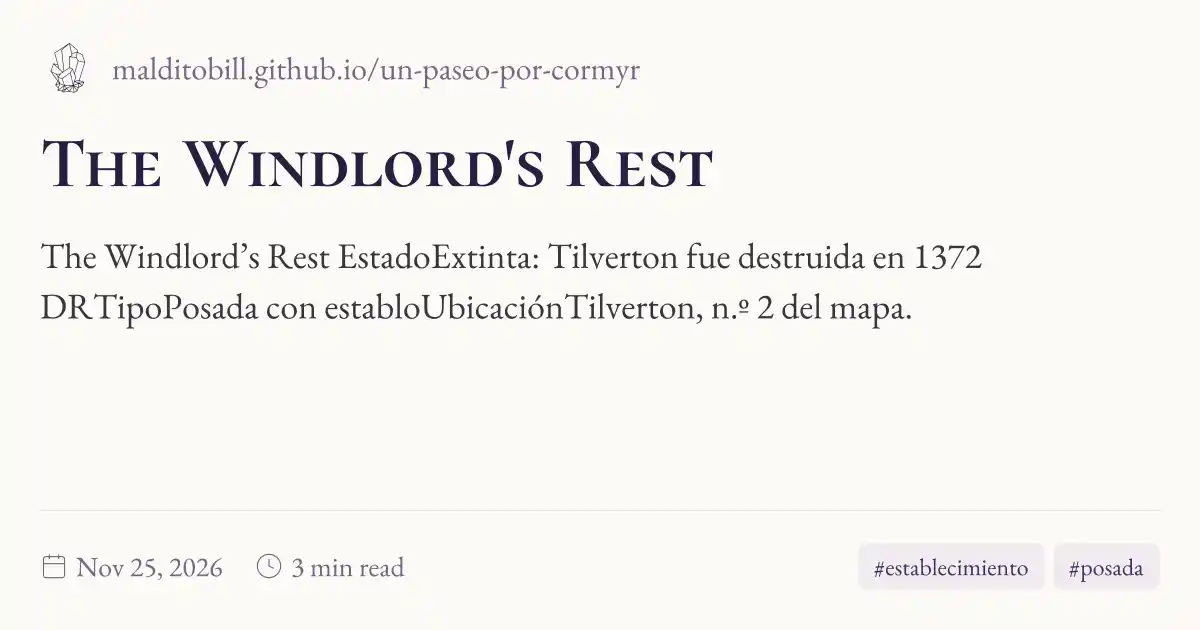 malditobill.github.io/un-paseo-por-cormyr
The Windlord's Rest
The Windlord’s Rest EstadoExtinta: Tilverton fue destruida en 1372
DRTipoPosada con establoUbicaciónTilverton, n.º 2 del mapa.
Nov 25, 2026
3 min read
#establecimiento
#posada